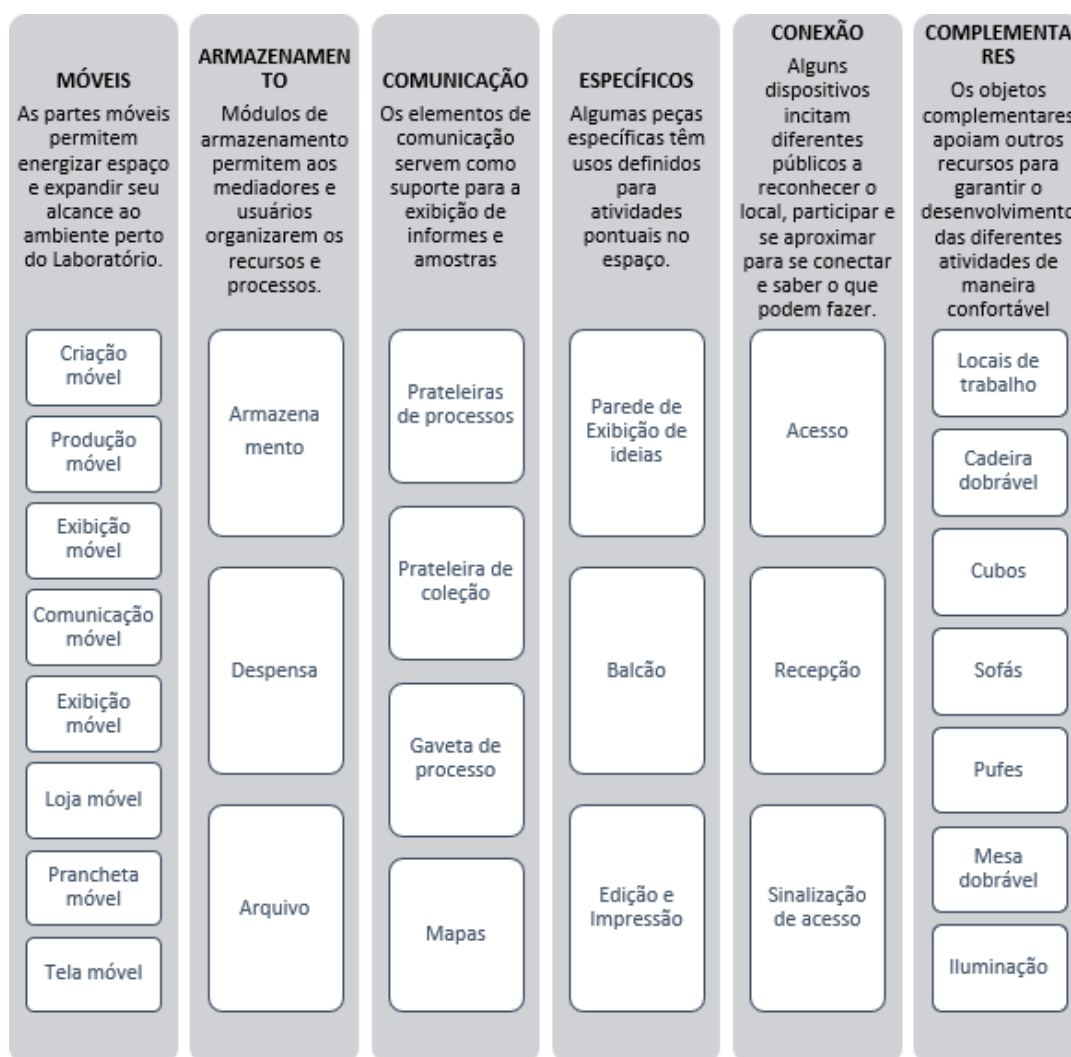 MÓVEIS
As partes móveis
permitem
energizar espaço
e expandir seu
alcance ao
ambiente perto
do Laboratório.
Criação
móvel
Produção
móvel
Exibição
móvel
Comunicação
móvel
Exibição
móvel
Loja móvel
Prancheta
móvel
Tela móvel
ARMAZENAMEN
TO
Módulos de
armazenamento
permitem aos
mediadores e
usuários
organizarem os
recursos e
processos.
Armazena
mento
Despensa
Arquivo
COMUNICAÇÃO
Os elementos de
comunicação
servem como
suporte para a
exibição de
informes e
amostras
Prateleiras
de processos
Prateleira de
coleção
Gaveta de
processo
Mapas
ESPECÍFICOS
Algumas peças
específicas têm
usos definidos
para
atividades
pontuais no
espaço.
Parede de
Exibição de
ideias
Balcão
Edição e
Impressão
CONEXÃO
Alguns
dispositivos
incitam
diferentes
públicos a
reconhecer o
local, participar e
se aproximar
para se conectar
e saber o que
podem fazer.
Acesso
Recepção
Sinalização
de acesso
COMPLEMENTA
RES
Os objetos
complementares
apoiam outros
recursos para
garantir o
desenvolvimento
das diferentes
atividades de
maneira
confortável
Locais de
trabalho
Cadeira
dobrável
Cubos
Sofás
Pufes
Mesa
dobrável
Iluminação